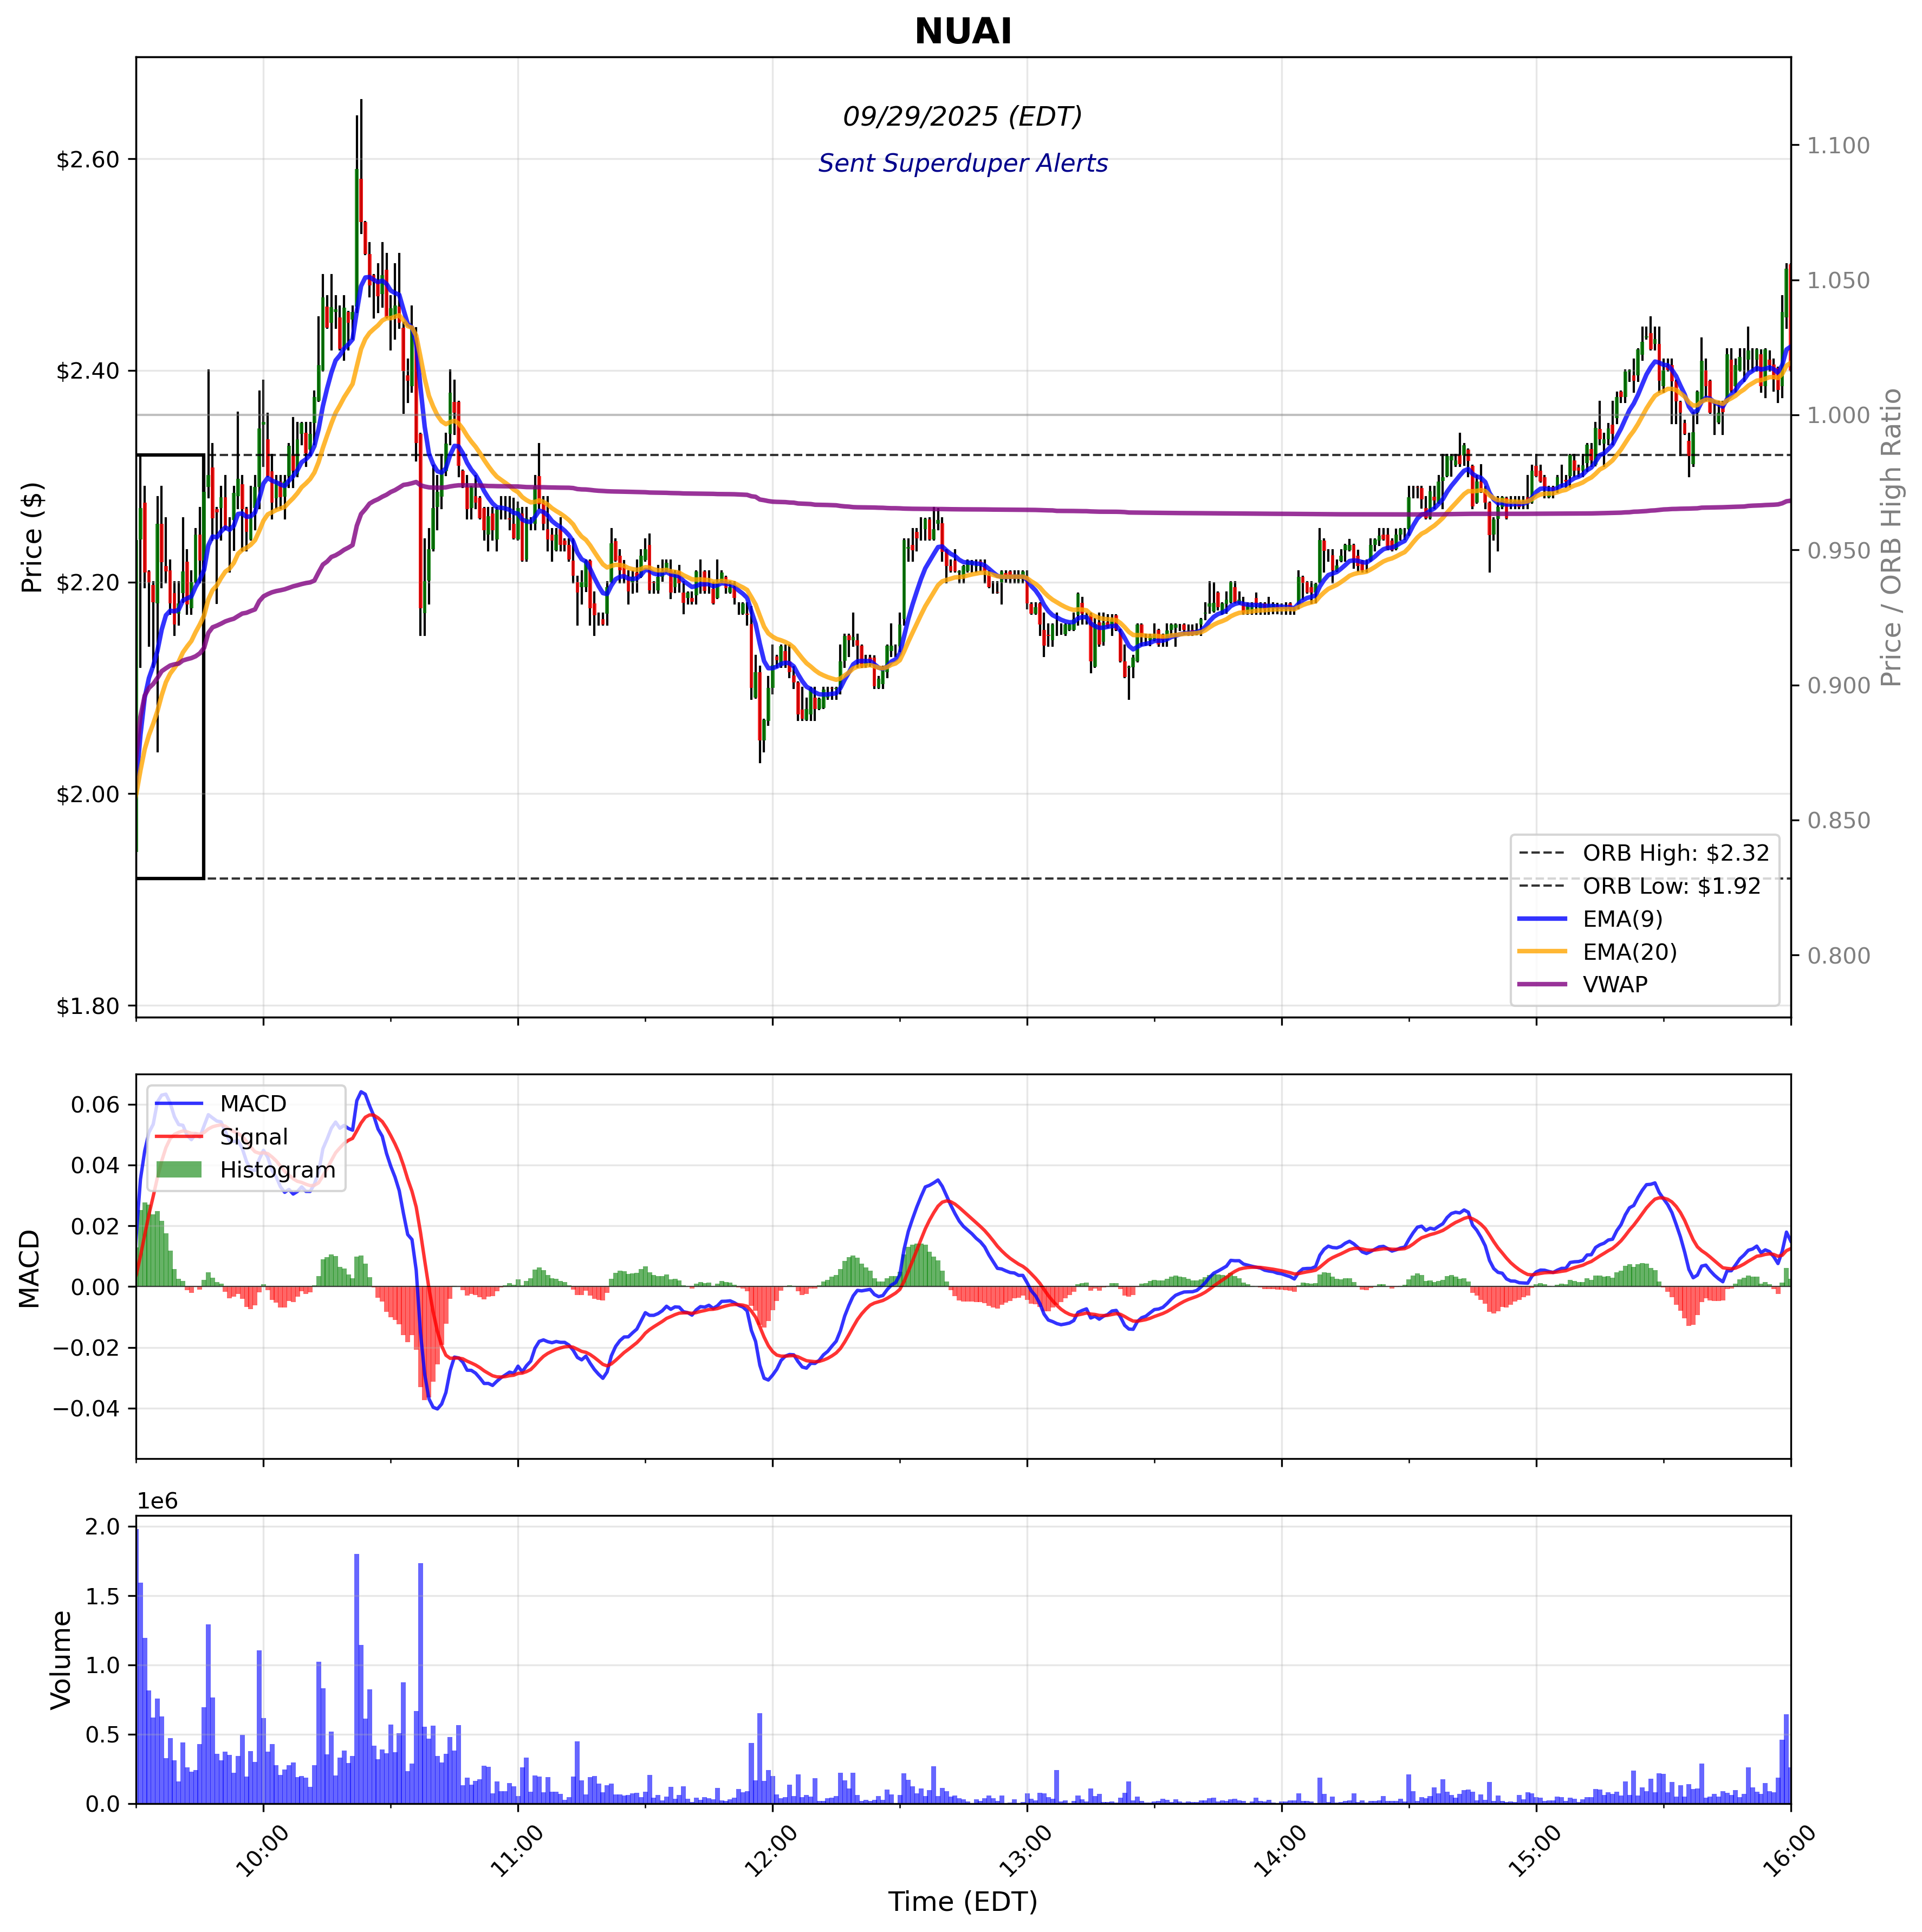 NUAI
09/29/2025 (EDT)
Sent Superduper Alerts
Price ($)
$2.60
$2.40
$2.20
$2.00
$1.80
1.100
1.050
1.000
0.950
0.900
0.850
0.800
Price / ORB High Ratio
ORB High: $2.32
ORB Low: $1.92
EMA(9)
EMA(20)
VWAP
MACD
0.06
0.04
0.02
0.00
−0.02
−0.04
MACD
Signal
Histogram
1e6
Volume
2.0
1.5
1.0
0.5
0.0
10:00
11:00
12:00
13:00
14:00
15:00
16:00
Time (EDT)